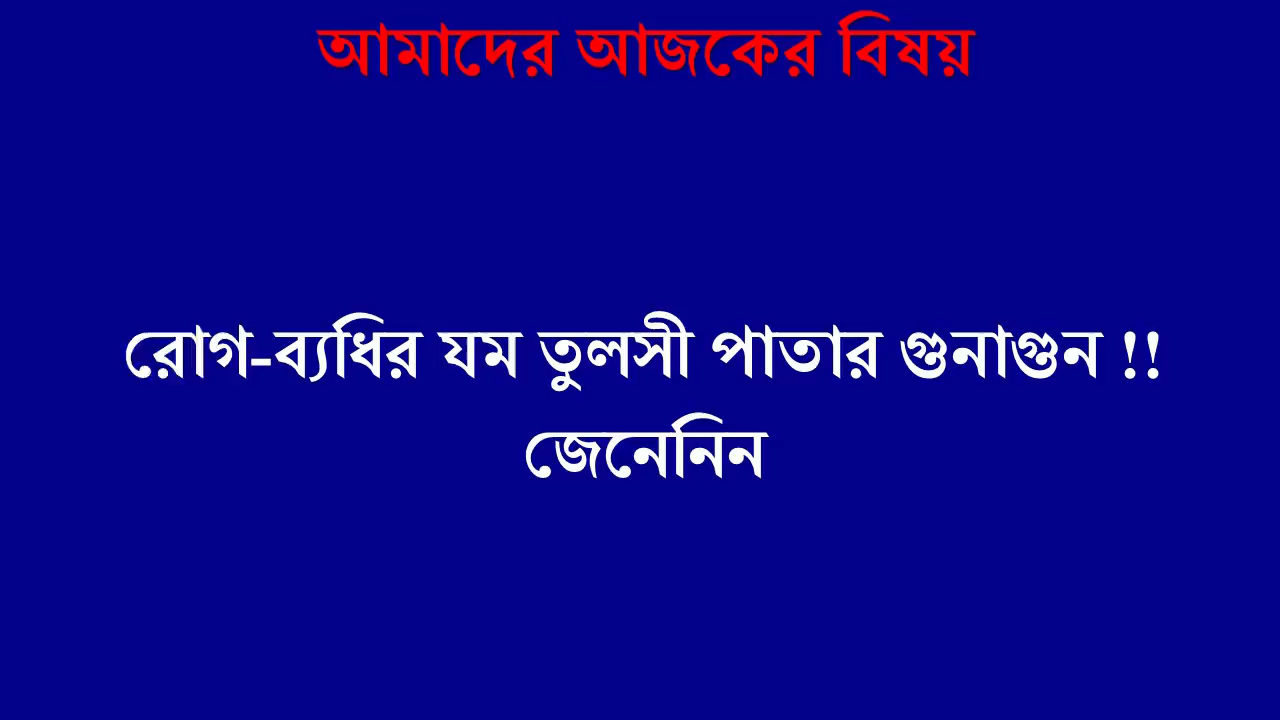 আমাদের আজকের বিষয়
রোগ-ব্যধির যম তুলসী পাতার গুনাগুন !!
জেনেনিন